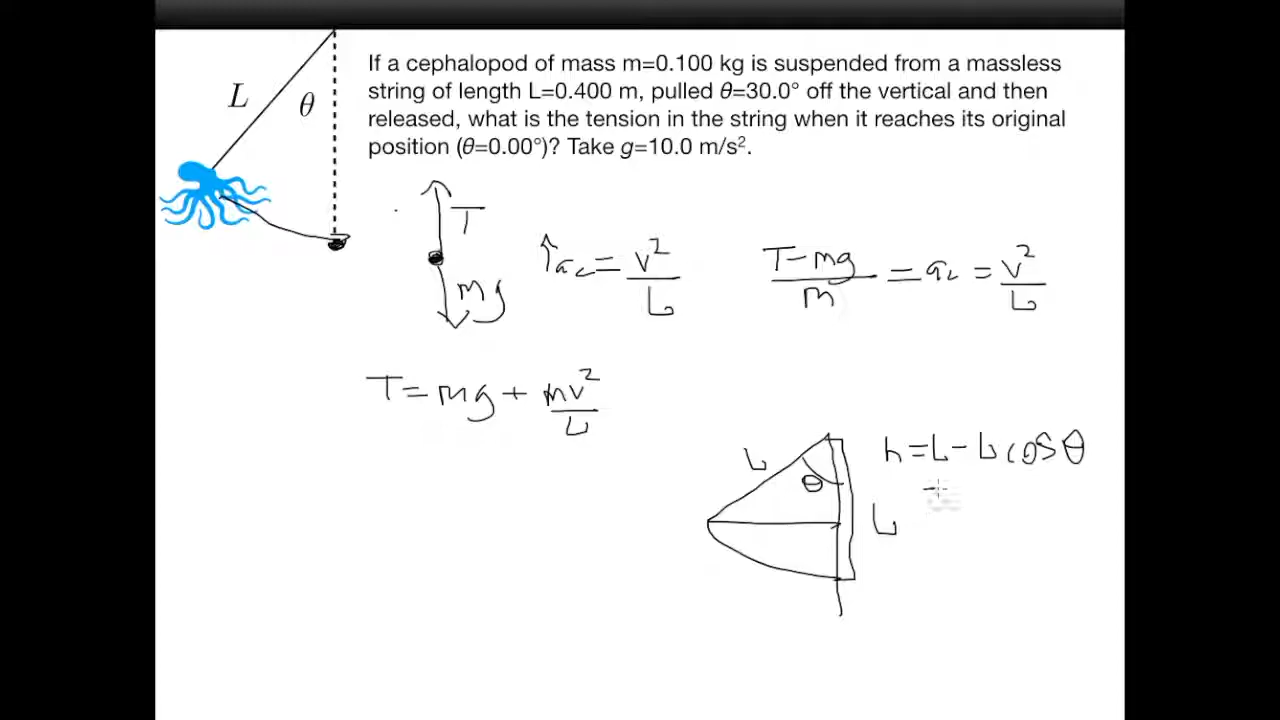 If a cephalopod of mass m=0.100 kg is suspended from a massless
string of length L=0.400 m, pulled θ=30.0° off the vertical and then
released, what is the tension in the string when it reaches its original
position (θ=0.00°)? Take g=10.0 m/s².
L
θ
T
mg
↑a_c = v²/L
(T-mg)/m = a_c = v²/L
T = mg + mv²/L
L
θ
L
h = L - L cos θ